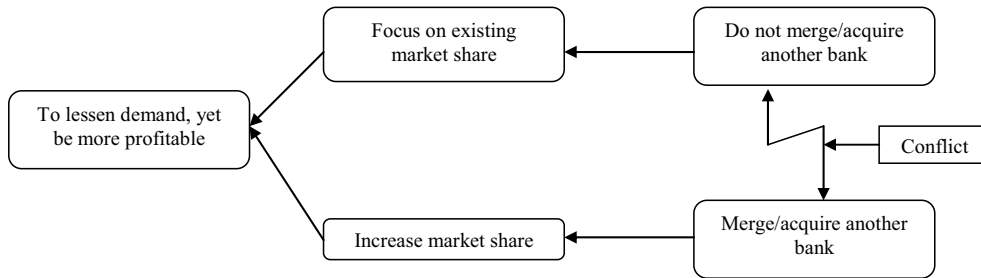 Focus on existing
market share
Do not merge/acquire
another bank
To lessen demand, yet
be more profitable
Conflict
Increase market share
Merge/acquire another
bank